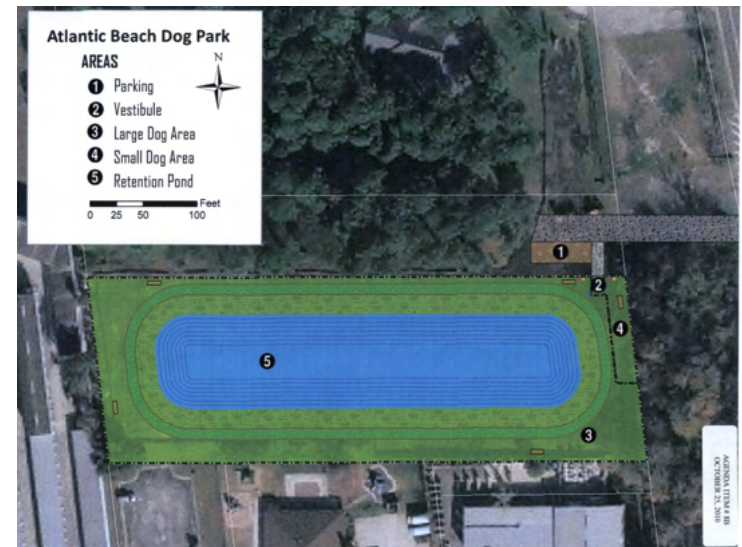 Atlantic Beach Dog Park
AREAS
N
1 Parking
2 Vestibule
3 Large Dog Area
4 Small Dog Area
5 Retention Pond
Feet
0 25 50 100
1
2
4
5
3
AGENDA ITEM # 8B
OCTOBER 25, 2010